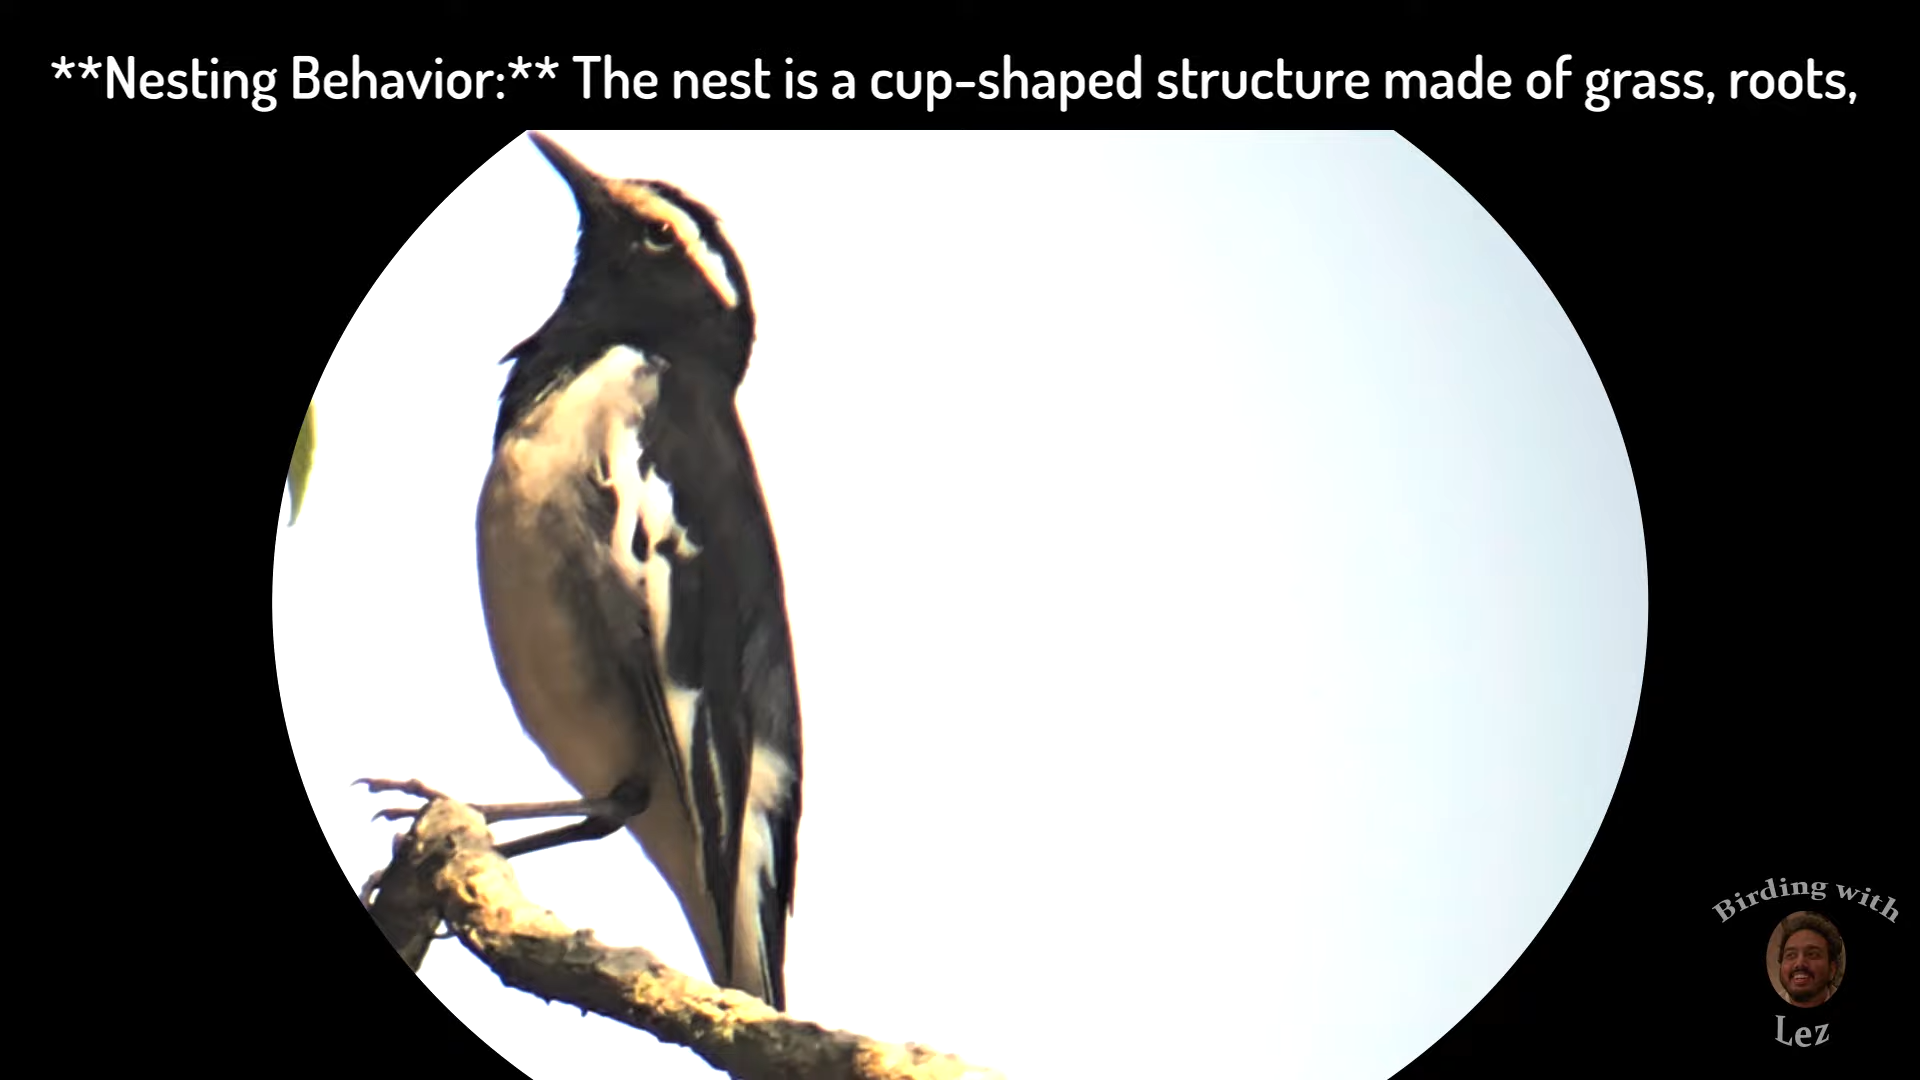 **Nesting Behavior:** The nest is a cup-shaped structure made of grass, roots,
Birding with
Lez